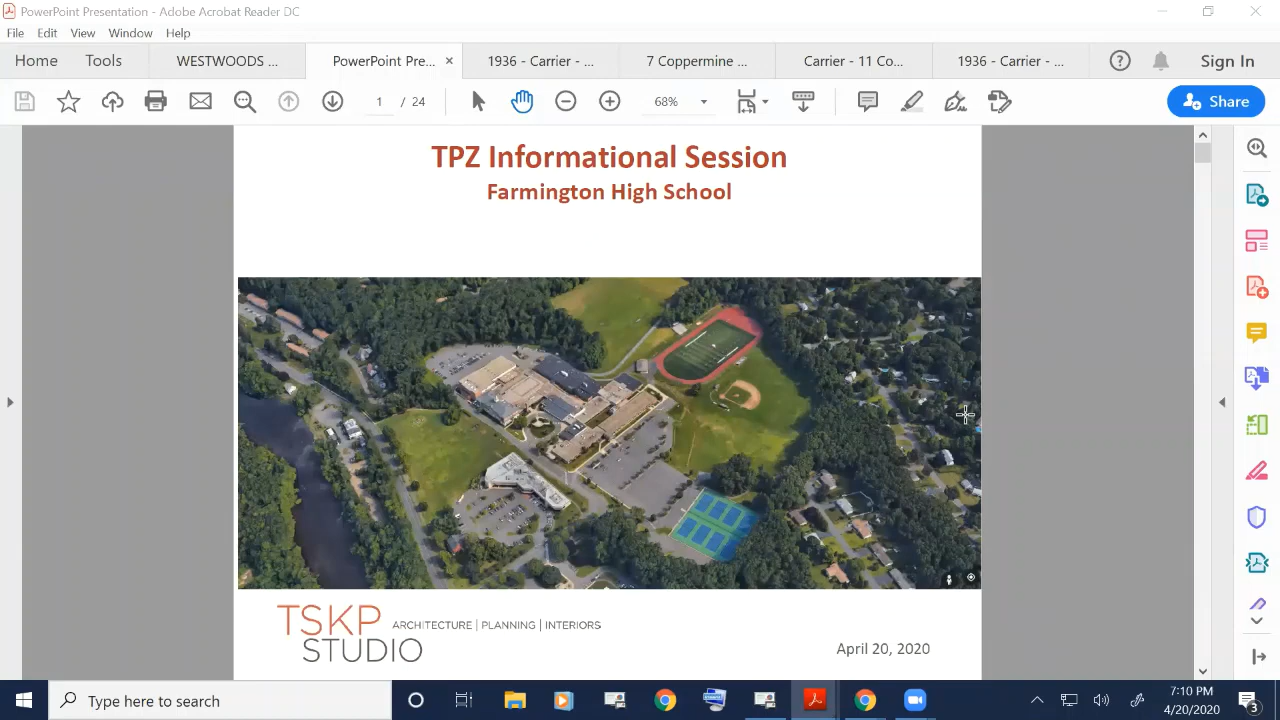 PowerPoint Presentation - Adobe Acrobat Reader DC
File Edit View Window Help
Home Tools WESTWOODS ... PowerPoint Pre... × 1936 - Carrier - ... 7 Coppermine ... Carrier - 11 Co... 1936 - Carrier - ... Sign In
1 / 24 68% Share
TPZ Informational Session
Farmington High School
TSKP
STUDIO
ARCHITECTURE | PLANNING | INTERIORS
April 20, 2020
Type here to search
7:10 PM
4/20/2020
3